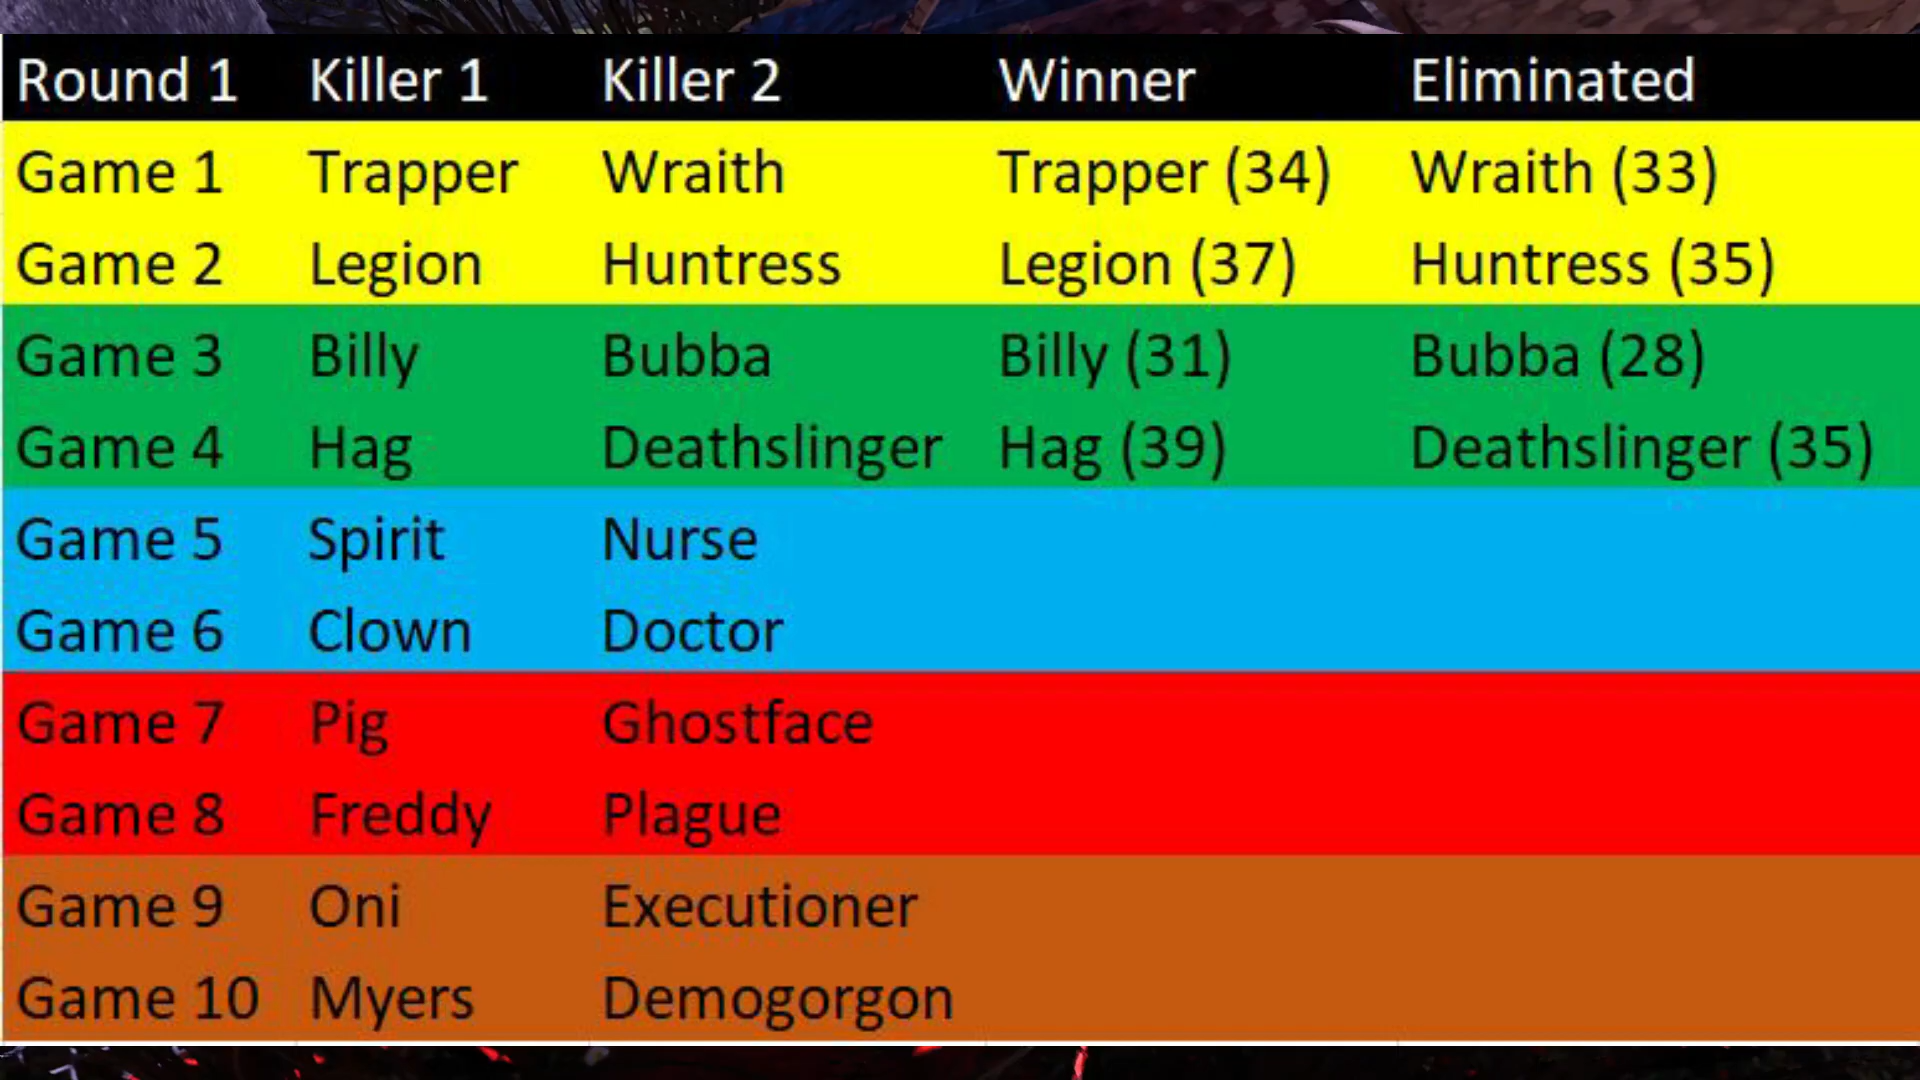 Round 1 Killer 1 Killer 2 Winner Eliminated
Game 1 Trapper Wraith Trapper (34) Wraith (33)
Game 2 Legion Huntress Legion (37) Huntress (35)
Game 3 Billy Bubba Billy (31) Bubba (28)
Game 4 Hag Deathslinger Hag (39) Deathslinger (35)
Game 5 Spirit Nurse
Game 6 Clown Doctor
Game 7 Pig Ghostface
Game 8 Freddy Plague
Game 9 Oni Executioner
Game 10 Myers Demogorgon